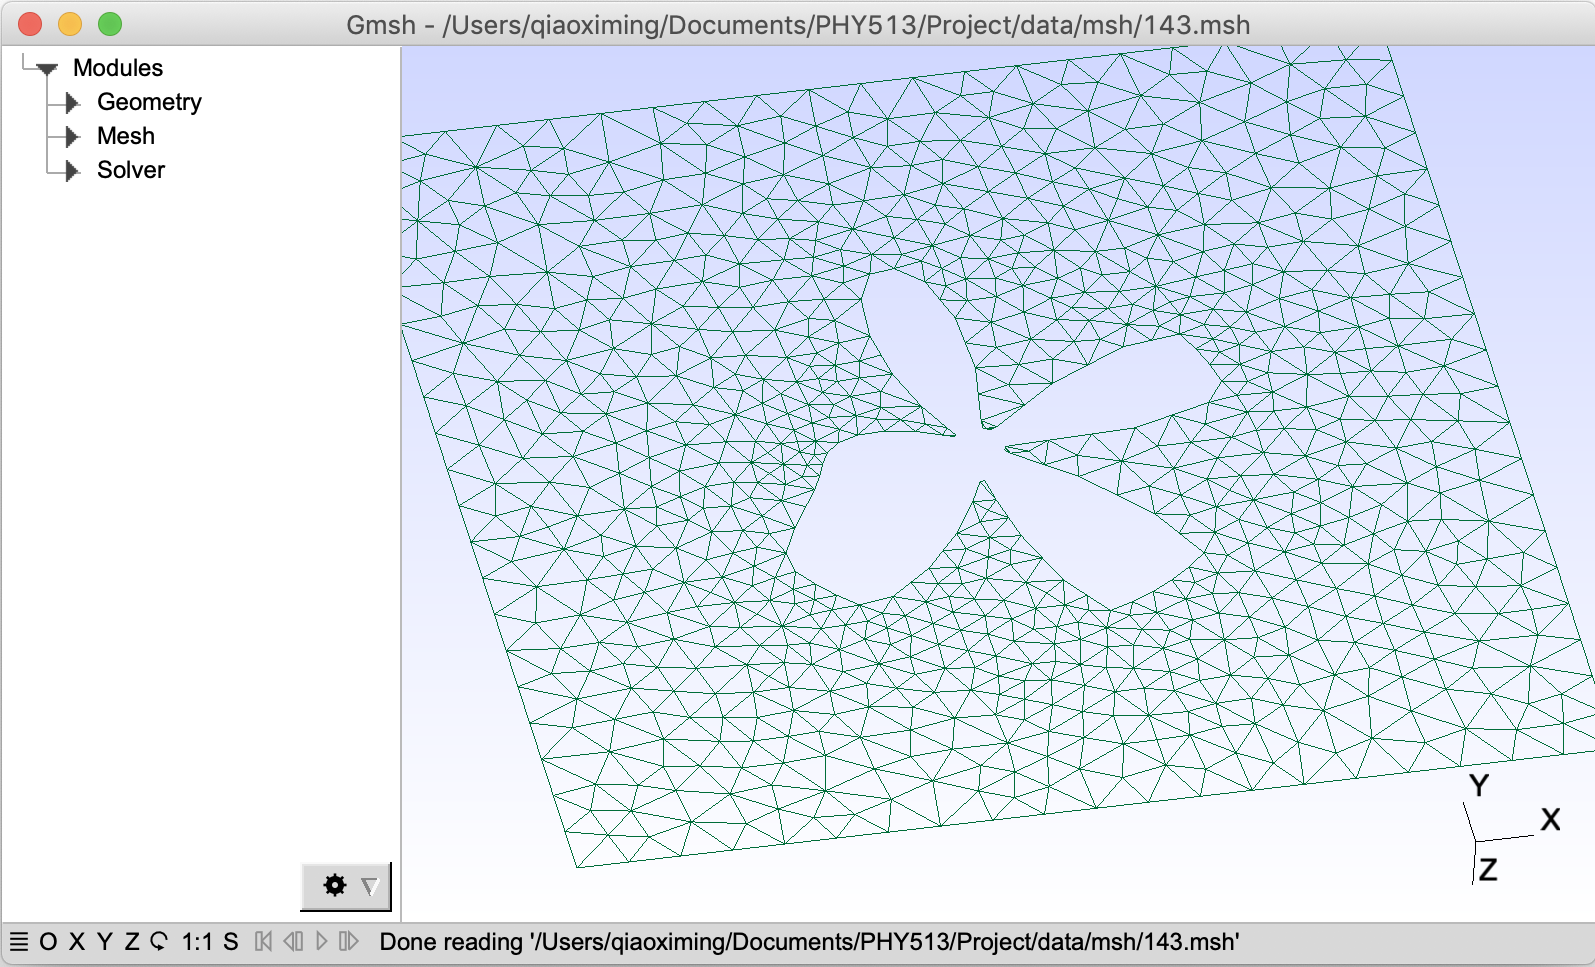 Gmsh - /Users/qiaoximing/Documents/PHY513/Project/data/msh/143.msh
Modules
Geometry
Mesh
Solver
Y
X
Z
O X Y Z 1:1 S Done reading '/Users/qiaoximing/Documents/PHY513/Project/data/msh/143.msh'